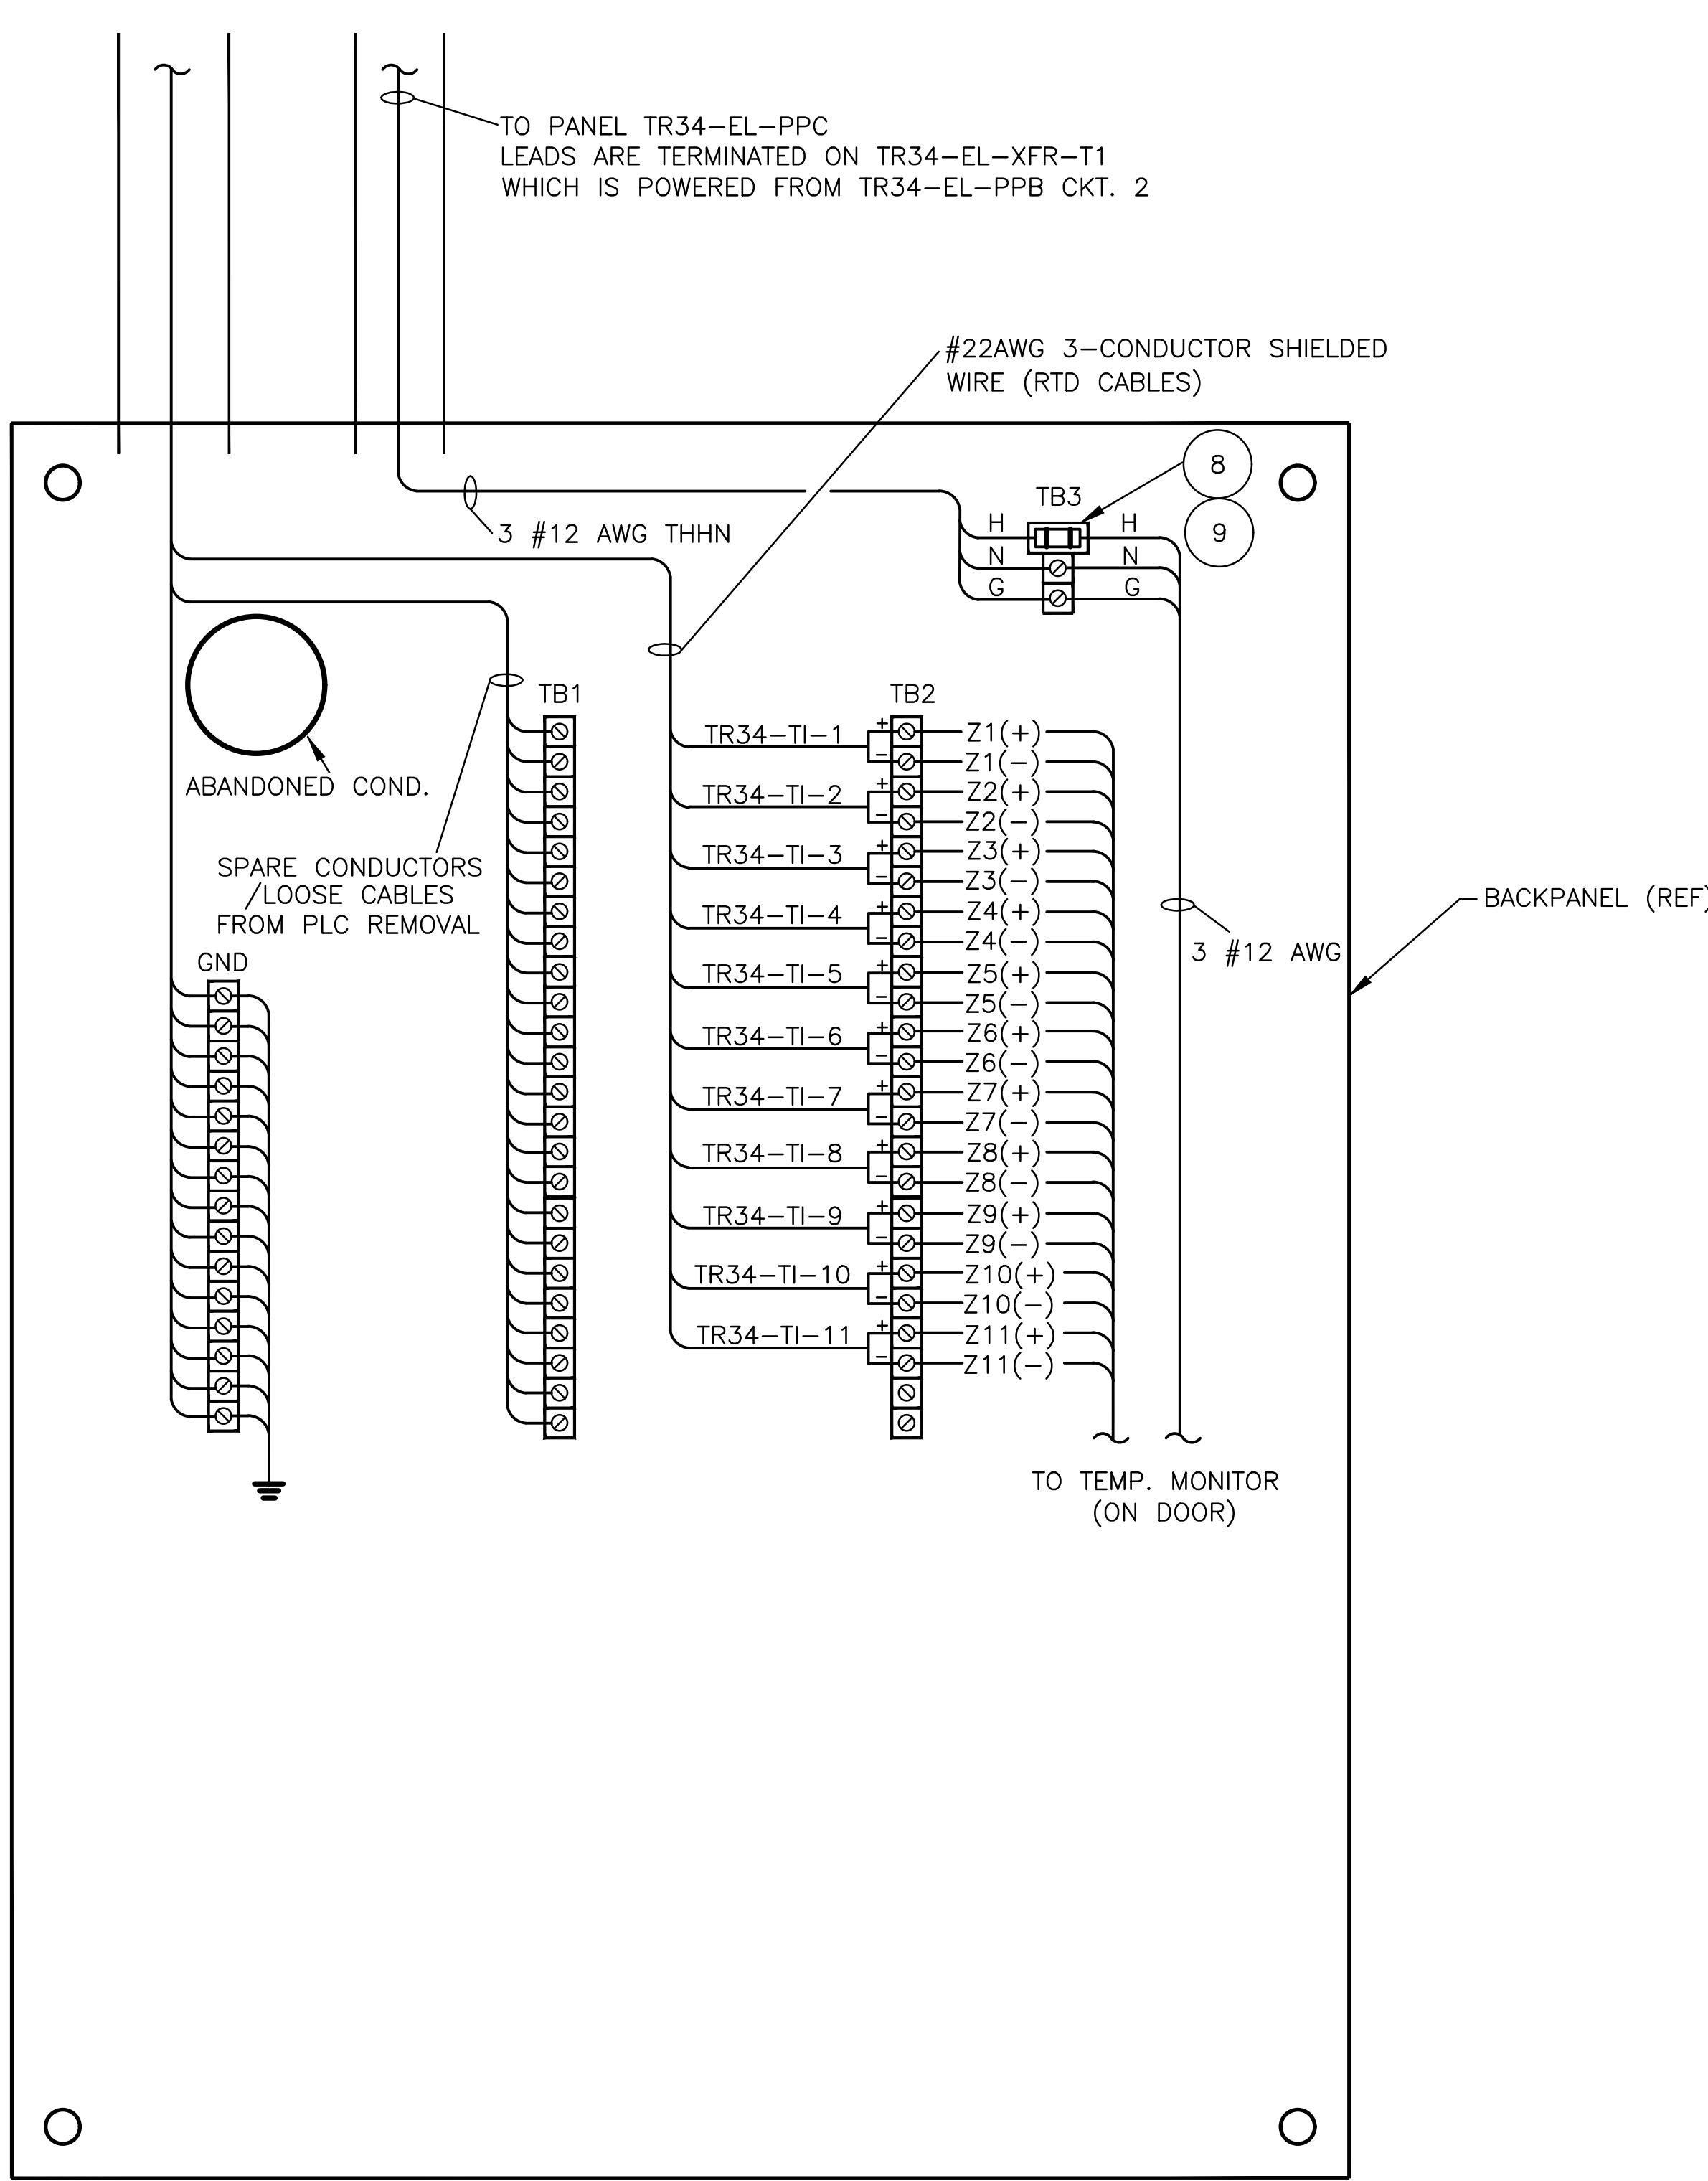 TO PANEL TR34-EL-PPC
LEADS ARE TERMINATED ON TR34-EL-XFR-T1
WHICH IS POWERED FROM TR34-EL-PPB CKT. 2
#22AWG 3-CONDUCTOR SHIELDED
WIRE (RTD CABLES)
8
TB3
9
3 #12 AWG THHN
H H
N N
G G
TB1
TB2
ABANDONED COND.
SPARE CONDUCTORS
/LOOSE CABLES
FROM PLC REMOVAL
GND
TR34-TI-1 + Z1(+)
- Z1(-)
TR34-TI-2 + Z2(+)
- Z2(-)
TR34-TI-3 + Z3(+)
- Z3(-)
TR34-TI-4 + Z4(+)
- Z4(-)
TR34-TI-5 + Z5(+)
- Z5(-)
TR34-TI-6 + Z6(+)
- Z6(-)
TR34-TI-7 + Z7(+)
- Z7(-)
TR34-TI-8 + Z8(+)
- Z8(-)
TR34-TI-9 + Z9(+)
- Z9(-)
TR34-TI-10 + Z10(+)
- Z10(-)
TR34-TI-11 + Z11(+)
- Z11(-)
BACKPANEL (REF)
3 #12 AWG
TO TEMP. MONITOR
(ON DOOR)